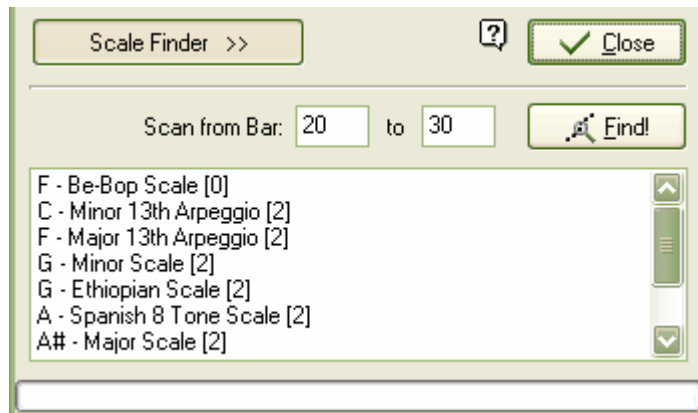 Scale Finder >>
?
Close
Scan from Bar: 20 to 30
Find!
F - Be-Bop Scale [0]
C - Minor 13th Arpeggio [2]
F - Major 13th Arpeggio [2]
G - Minor Scale [2]
G - Ethiopian Scale [2]
A - Spanish 8 Tone Scale [2]
A# - Major Scale [2]